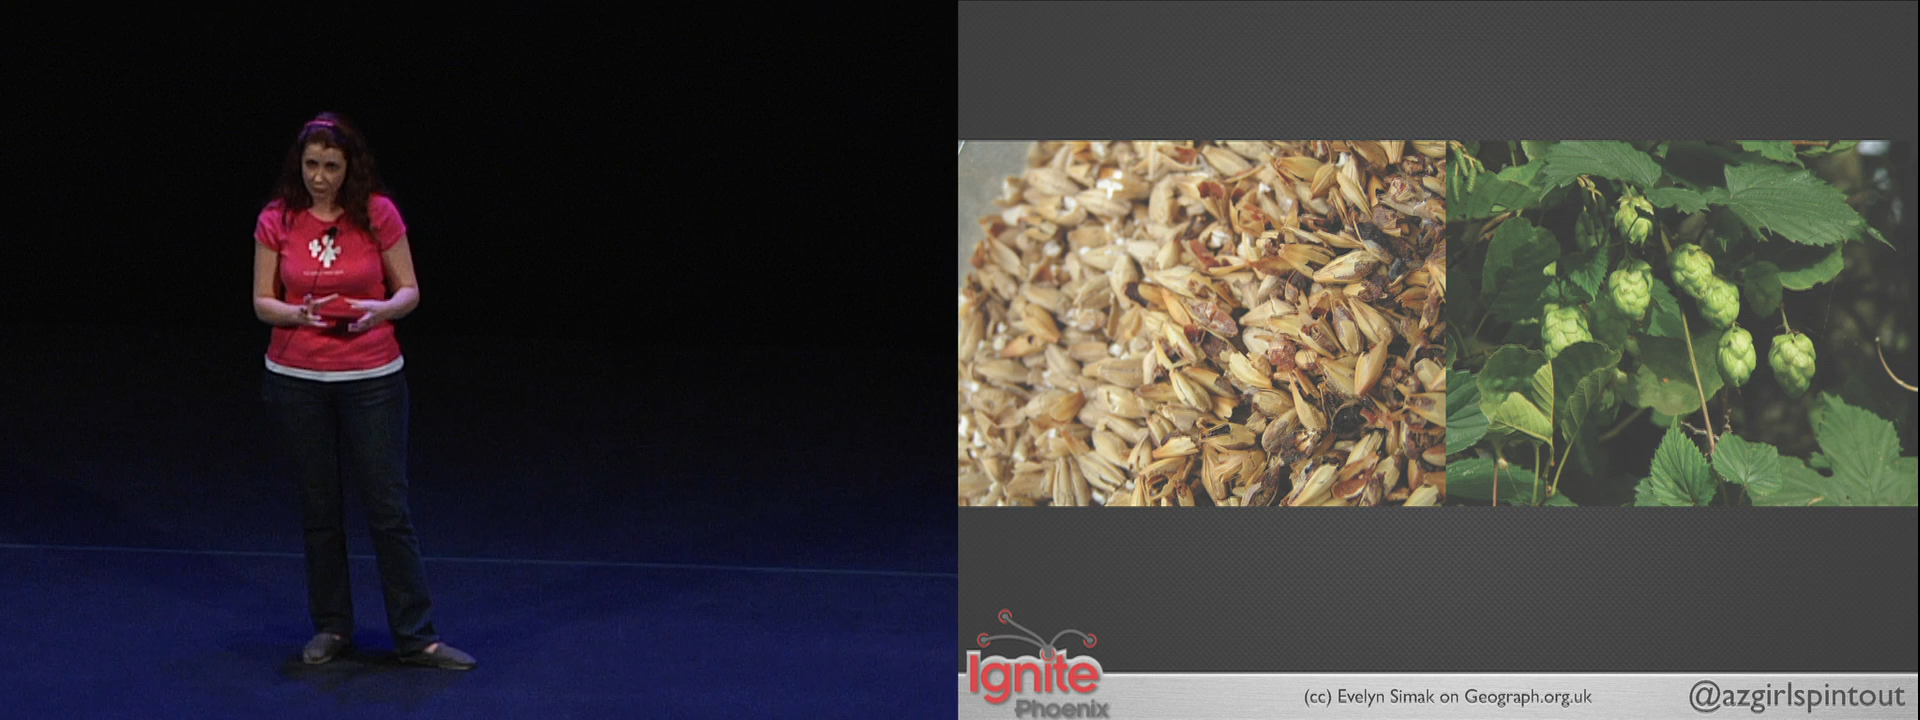 Ignite
Phoenix
(cc) Evelyn Simak on Geograph.org.uk
@azgirlspintout